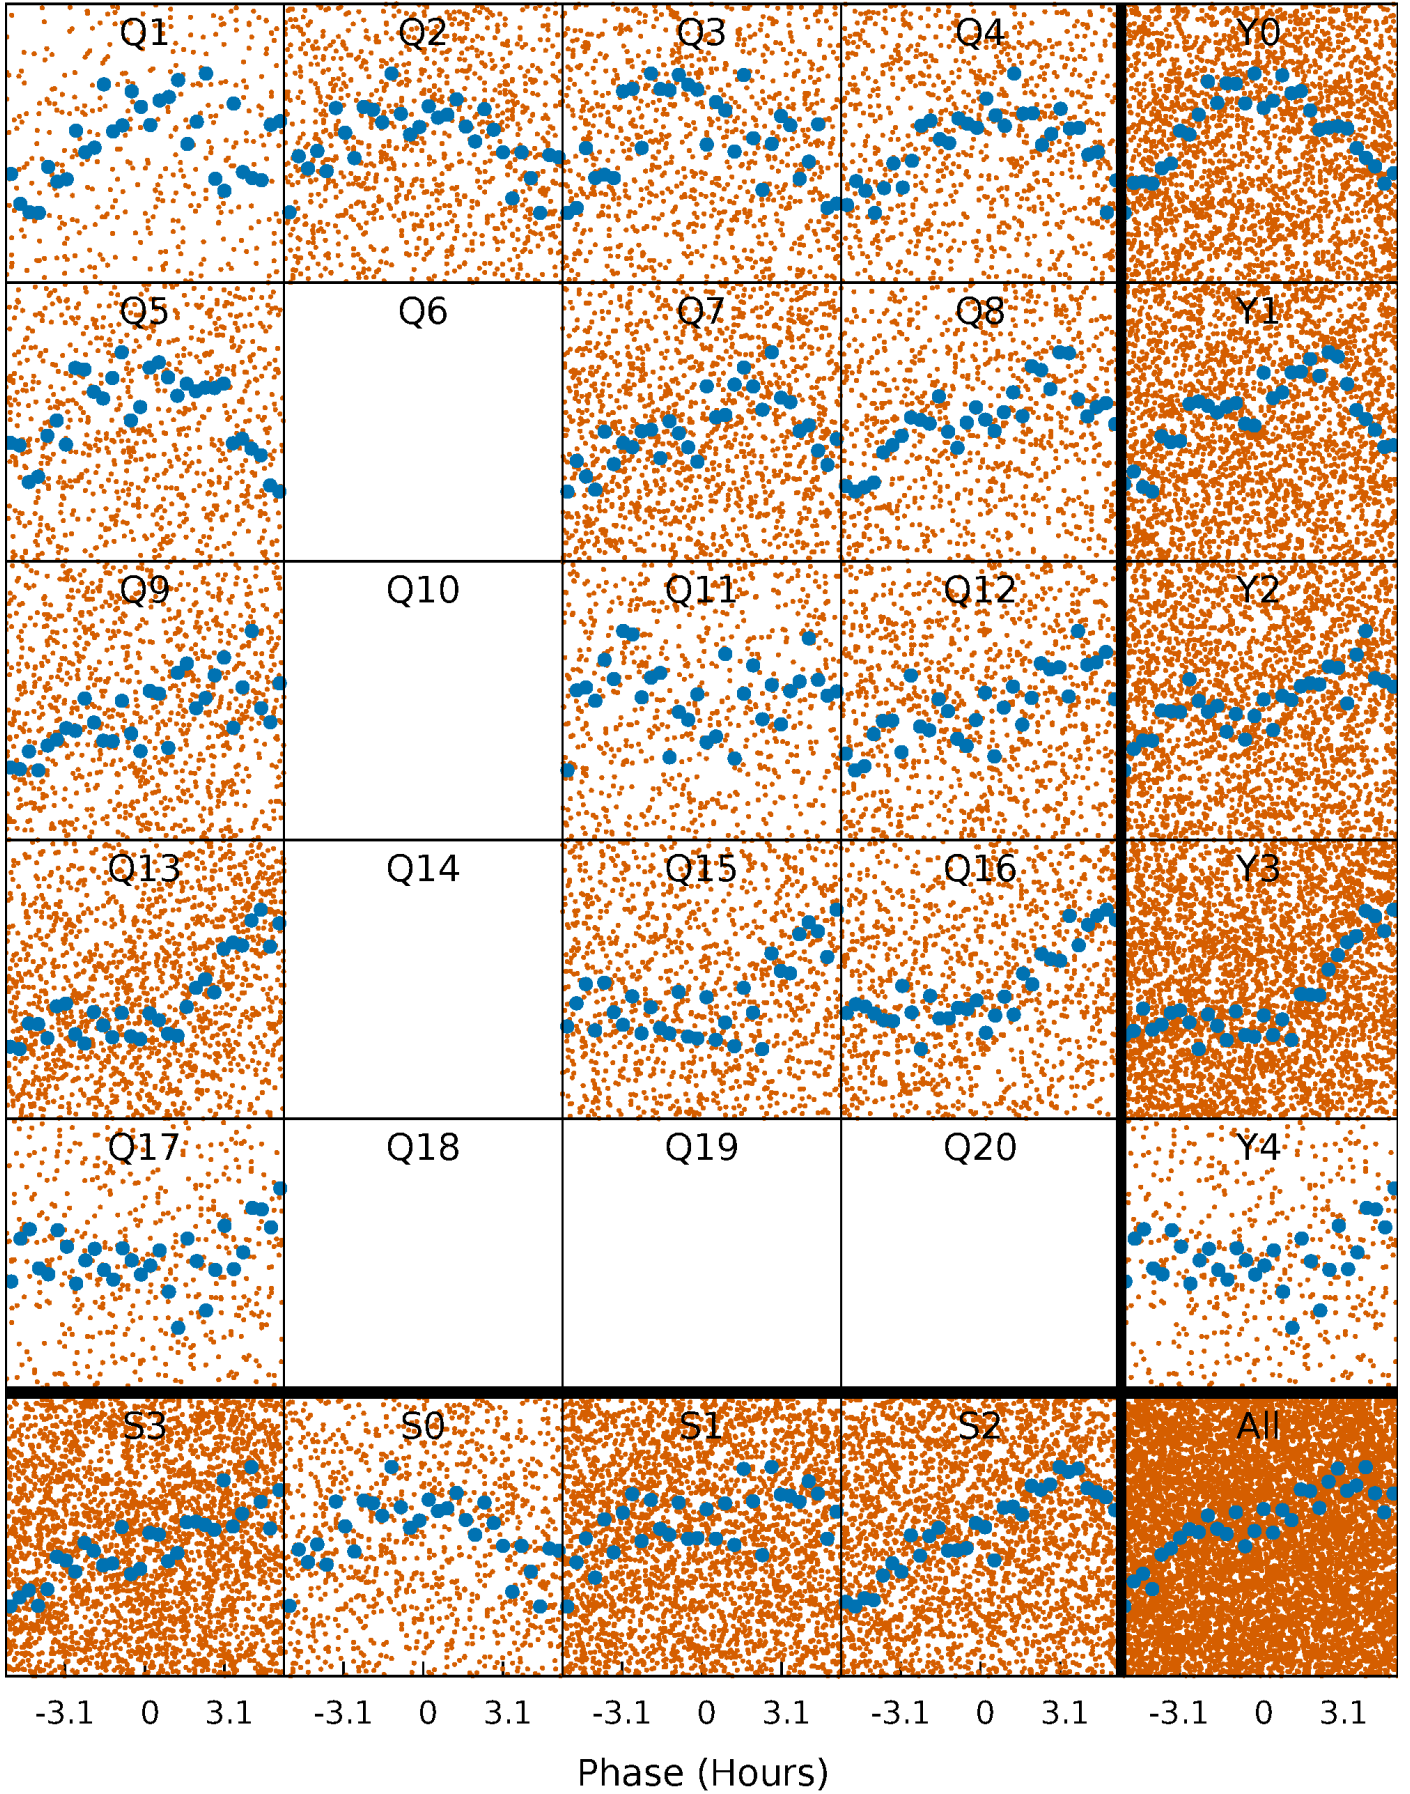 Q1 Q2 Q3 Q4 Y0
Q5 Q6 Q7 Q8 Y1
Q9 Q10 Q11 Q12 Y2
Q13 Q14 Q15 Q16 Y3
Q17 Q18 Q19 Q20 Y4
S3 S0 S1 S2 All
-3.1 0 3.1 -3.1 0 3.1 -3.1 0 3.1 -3.1 0 3.1 -3.1 0 3.1
Phase (Hours)